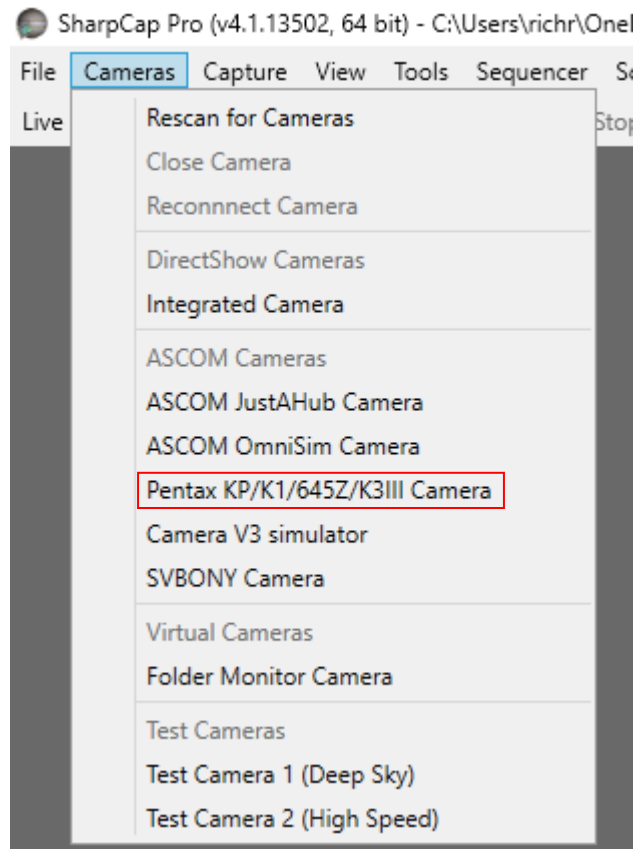 SharpCap Pro (v4.1.13502, 64 bit) - C:\Users\richr\One
File Cameras Capture View Tools Sequencer
Live
Rescan for Cameras
Stop
Close Camera
Reconnnect Camera
DirectShow Cameras
Integrated Camera
ASCOM Cameras
ASCOM JustAHub Camera
ASCOM OmniSim Camera
Pentax KP/K1/645Z/K3III Camera
Camera V3 simulator
SVBONY Camera
Virtual Cameras
Folder Monitor Camera
Test Cameras
Test Camera 1 (Deep Sky)
Test Camera 2 (High Speed)